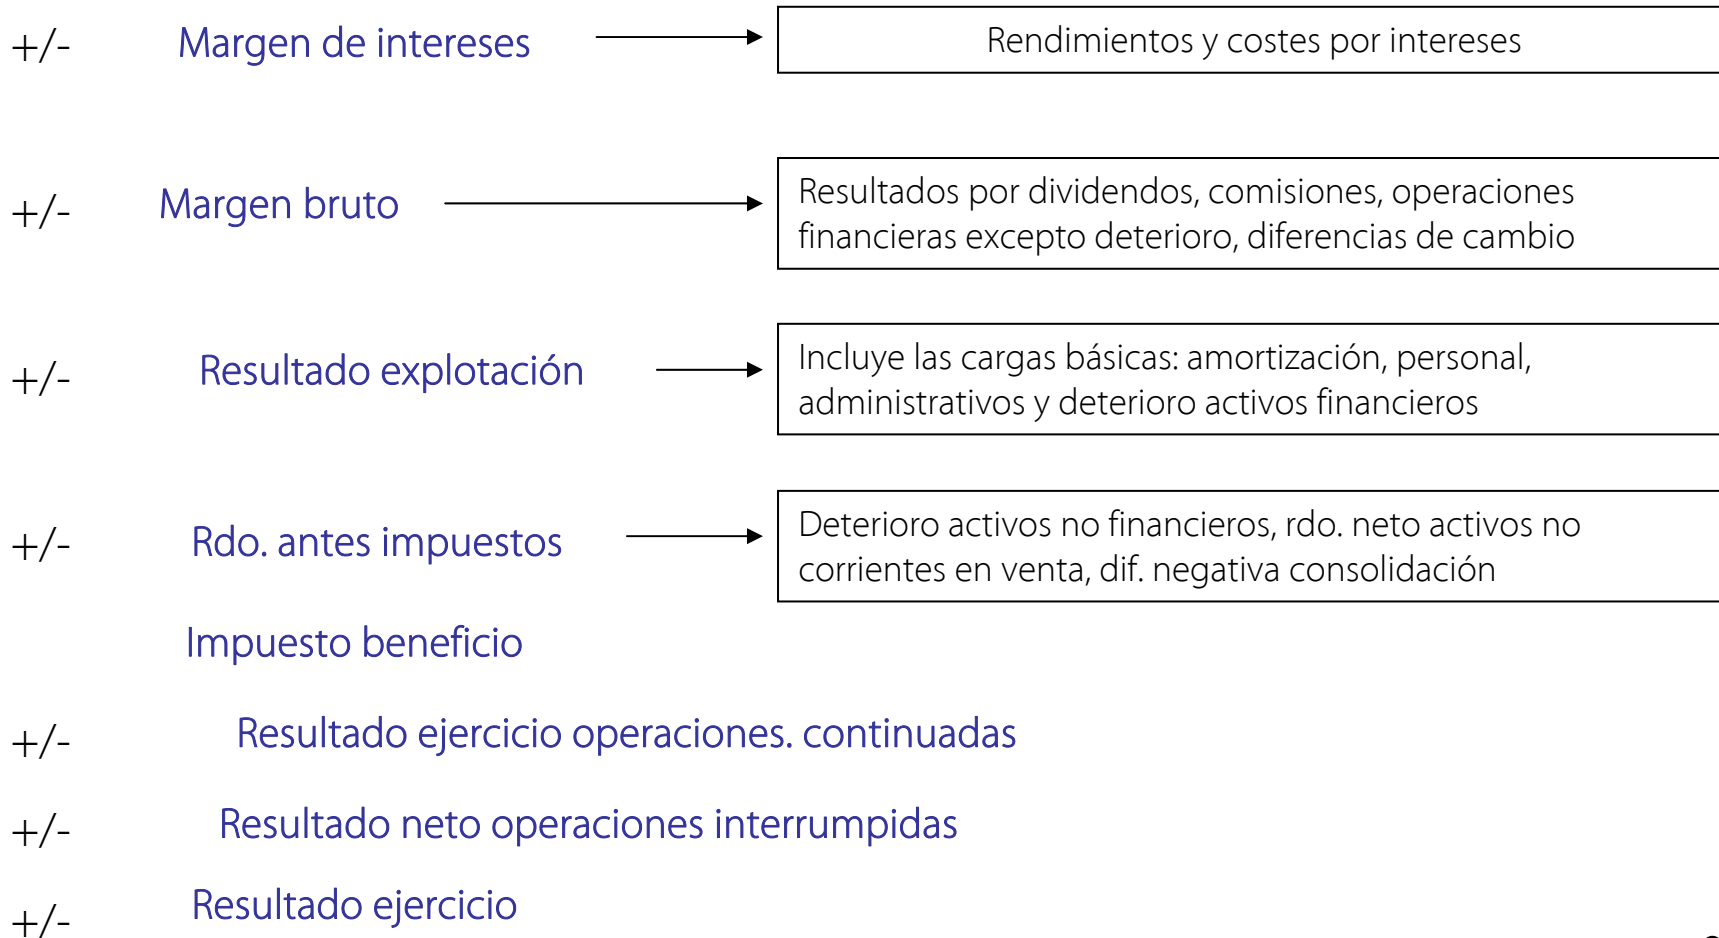 +/- Margen de intereses Rendimientos y costes por intereses
+/- Margen bruto Resultados por dividendos, comisiones, operaciones
financieras excepto deterioro, diferencias de cambio
+/- Resultado explotación Incluye las cargas básicas: amortización, personal,
administrativos y deterioro activos financieros
+/- Rdo. antes impuestos Deterioro activos no financieros, rdo. neto activos no
corrientes en venta, dif. negativa consolidación
Impuesto beneficio
+/- Resultado ejercicio operaciones. continuadas
+/- Resultado neto operaciones interrumpidas
+/- Resultado ejercicio